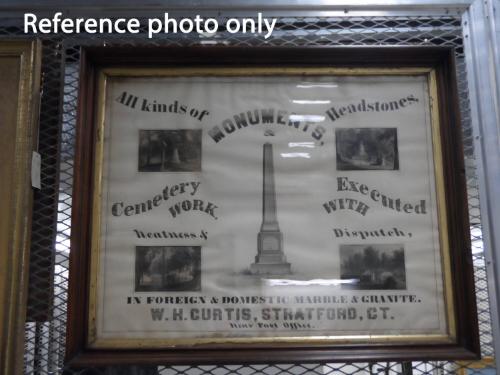 Reference photo only
All kinds of MONUMENTS, & Headstones.
Cemetery WORK. Executed WITH
Neatness & Dispatch,
IN FOREIGN & DOMESTIC MARBLE & GRANITE.
W. H. CURTIS, STRATFORD, CT.
Near Post Office.